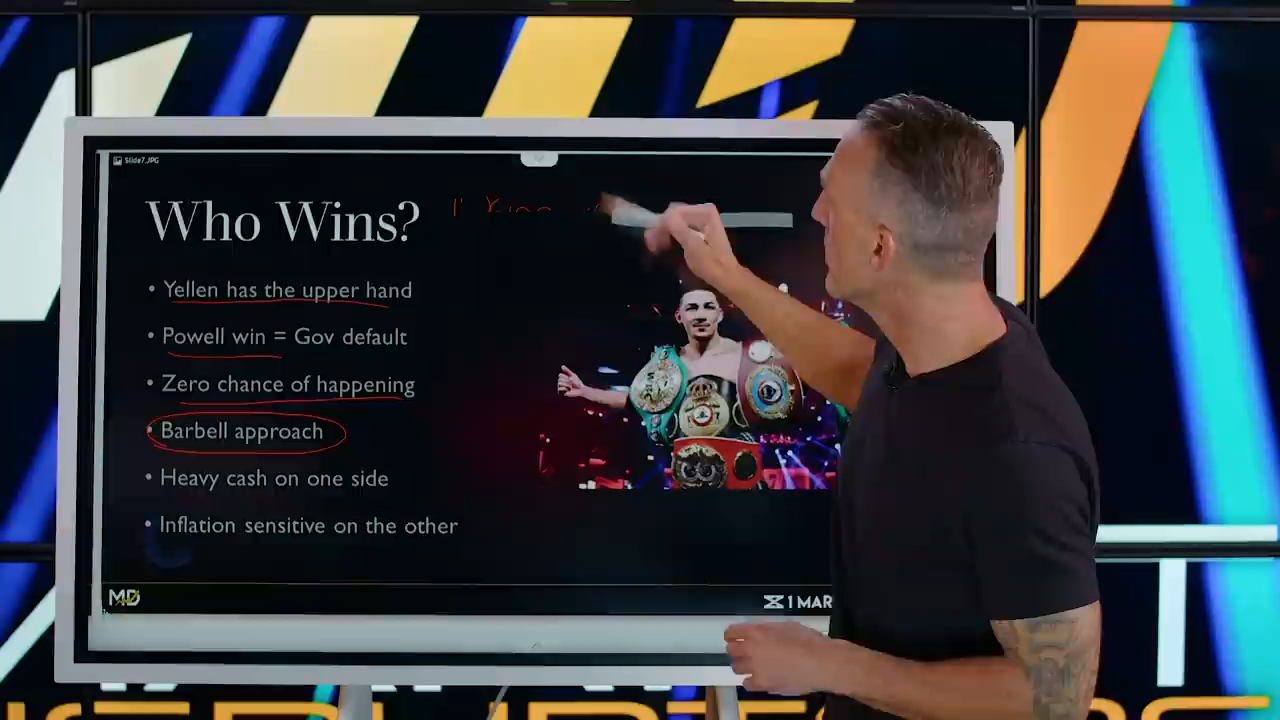 Slide7.JPG
Who Wins?
• Yellen has the upper hand
• Powell win = Gov default
• Zero chance of happening
• Barbell approach
• Heavy cash on one side
• Inflation sensitive on the other
MD
1 MAR